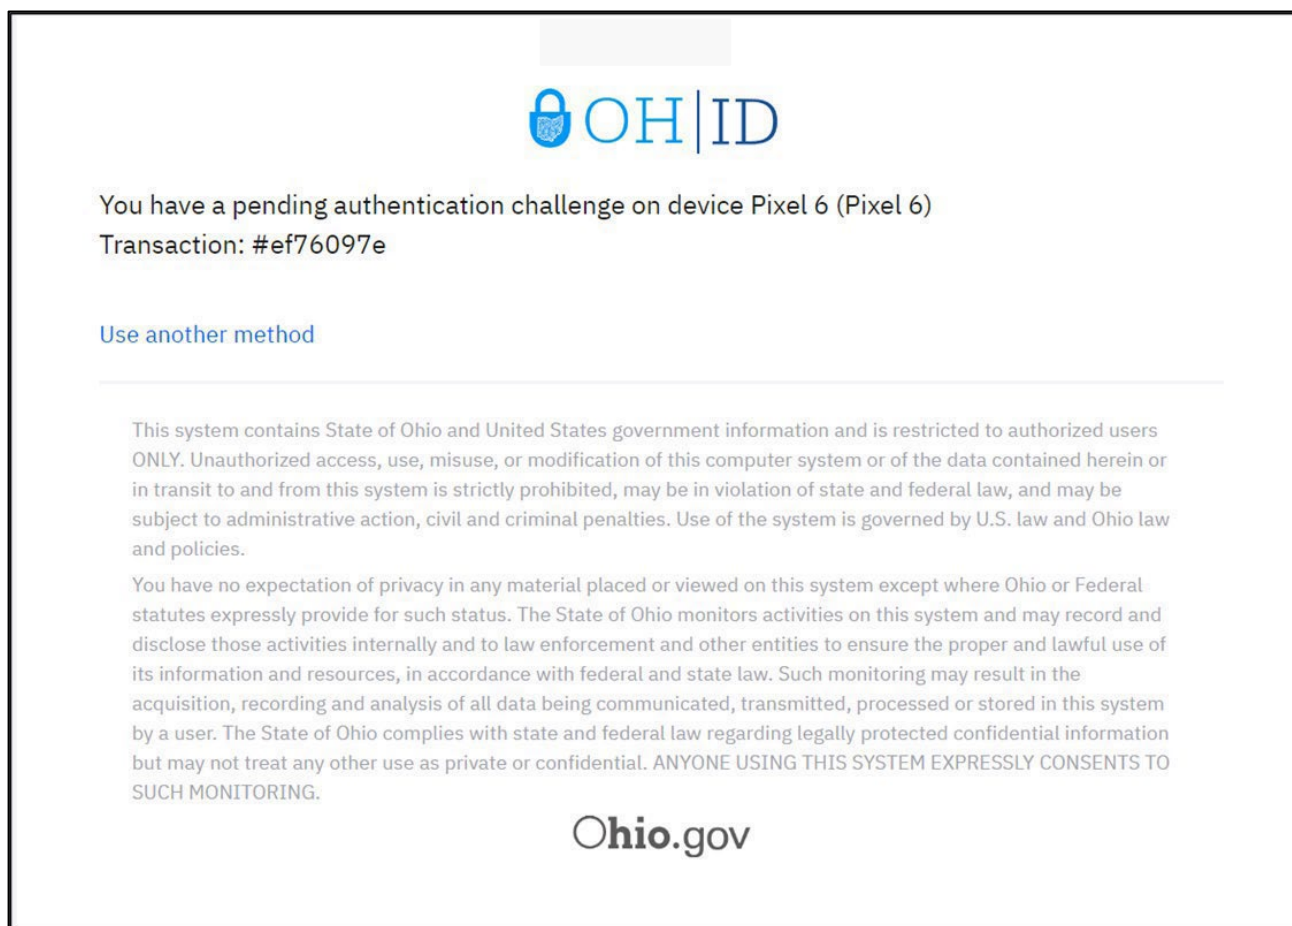 OH|ID
You have a pending authentication challenge on device Pixel 6 (Pixel 6)
Transaction: #ef76097e
Use another method
This system contains State of Ohio and United States government information and is restricted to authorized users
ONLY. Unauthorized access, use, misuse, or modification of this computer system or of the data contained herein or
in transit to and from this system is strictly prohibited, may be in violation of state and federal law, and may be
subject to administrative action, civil and criminal penalties. Use of the system is governed by U.S. law and Ohio law
and policies.
You have no expectation of privacy in any material placed or viewed on this system except where Ohio or Federal
statutes expressly provide for such status. The State of Ohio monitors activities on this system and may record and
disclose those activities internally and to law enforcement and other entities to ensure the proper and lawful use of
its information and resources, in accordance with federal and state law. Such monitoring may result in the
acquisition, recording and analysis of all data being communicated, transmitted, processed or stored in this system
by a user. The State of Ohio complies with state and federal law regarding legally protected confidential information
but may not treat any other use as private or confidential. ANYONE USING THIS SYSTEM EXPRESSLY CONSENTS TO
SUCH MONITORING.
Ohio.gov